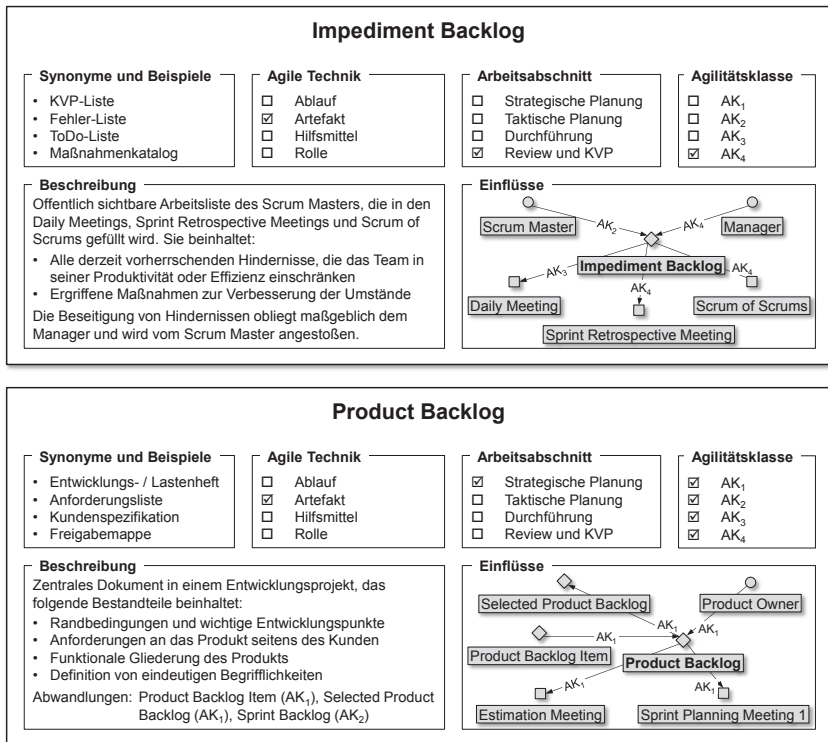 Impediment Backlog
Synonyme und Beispiele
• KVP-Liste
• Fehler-Liste
• ToDo-Liste
• Maßnahmenkatalog
Agile Technik
☐ Ablauf
☑ Artefakt
☐ Hilfsmittel
☐ Rolle
Arbeitsabschnitt
☐ Strategische Planung
☐ Taktische Planung
☐ Durchführung
☑ Review und KVP
Agilitätsklasse
☐ AK₁
☐ AK₂
☐ AK₃
☑ AK₄
Beschreibung
Öffentlich sichtbare Arbeitsliste des Scrum Masters, die in den
Daily Meetings, Sprint Retrospective Meetings und Scrum of
Scrums gefüllt wird. Sie beinhaltet:
• Alle derzeit vorherrschenden Hindernisse, die das Team in
seiner Produktivität oder Effizienz einschränken
• Ergriffene Maßnahmen zur Verbesserung der Umstände
Die Beseitigung von Hindernissen obliegt maßgeblich dem
Manager und wird vom Scrum Master angestoßen.
Einflüsse
Scrum Master
AK₂
AK₄
Manager
Impediment Backlog
AK₃
AK₄
AK₄
Daily Meeting
Scrum of Scrums
Sprint Retrospective Meeting
Product Backlog
Synonyme und Beispiele
• Entwicklungs- / Lastenheft
• Anforderungsliste
• Kundenspezifikation
• Freigabemappe
Agile Technik
☐ Ablauf
☑ Artefakt
☐ Hilfsmittel
☐ Rolle
Arbeitsabschnitt
☑ Strategische Planung
☐ Taktische Planung
☐ Durchführung
☐ Review und KVP
Agilitätsklasse
☑ AK₁
☑ AK₂
☑ AK₃
☑ AK₄
Beschreibung
Zentrales Dokument in einem Entwicklungsprojekt, das
folgende Bestandteile beinhaltet:
• Randbedingungen und wichtige Entwicklungspunkte
• Anforderungen an das Produkt seitens des Kunden
• Funktionale Gliederung des Produkts
• Definition von eindeutigen Begrifflichkeiten
Abwandlungen: Product Backlog Item (AK₁), Selected Product
Backlog (AK₁), Sprint Backlog (AK₂)
Einflüsse
Selected Product Backlog
Product Owner
AK₁
AK₁
AK₁
Product Backlog Item
Product Backlog
AK₁
AK₁
Estimation Meeting
Sprint Planning Meeting 1